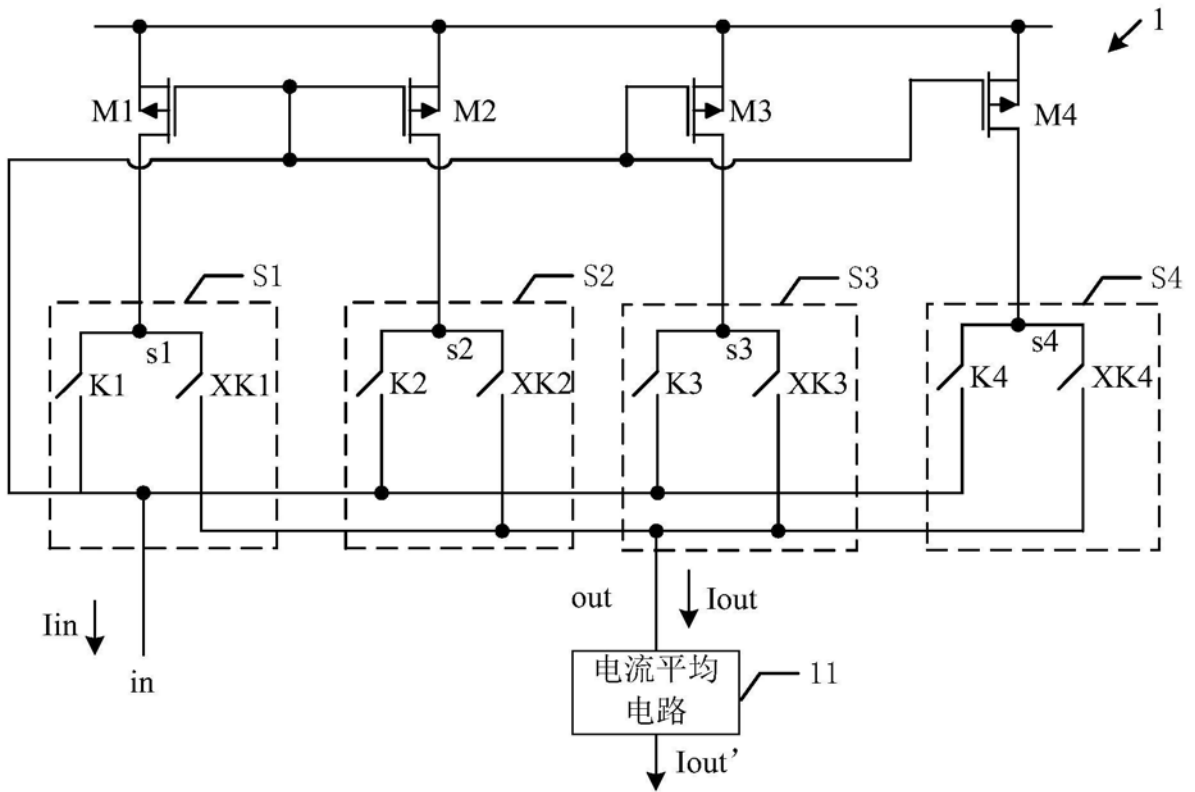 1
M1
M2
M3
M4
S1
S2
S3
S4
s1
s2
s3
s4
K1
XK1
K2
XK2
K3
XK3
K4
XK4
Iin
in
out
Iout
电流平均
电路
11
Iout’